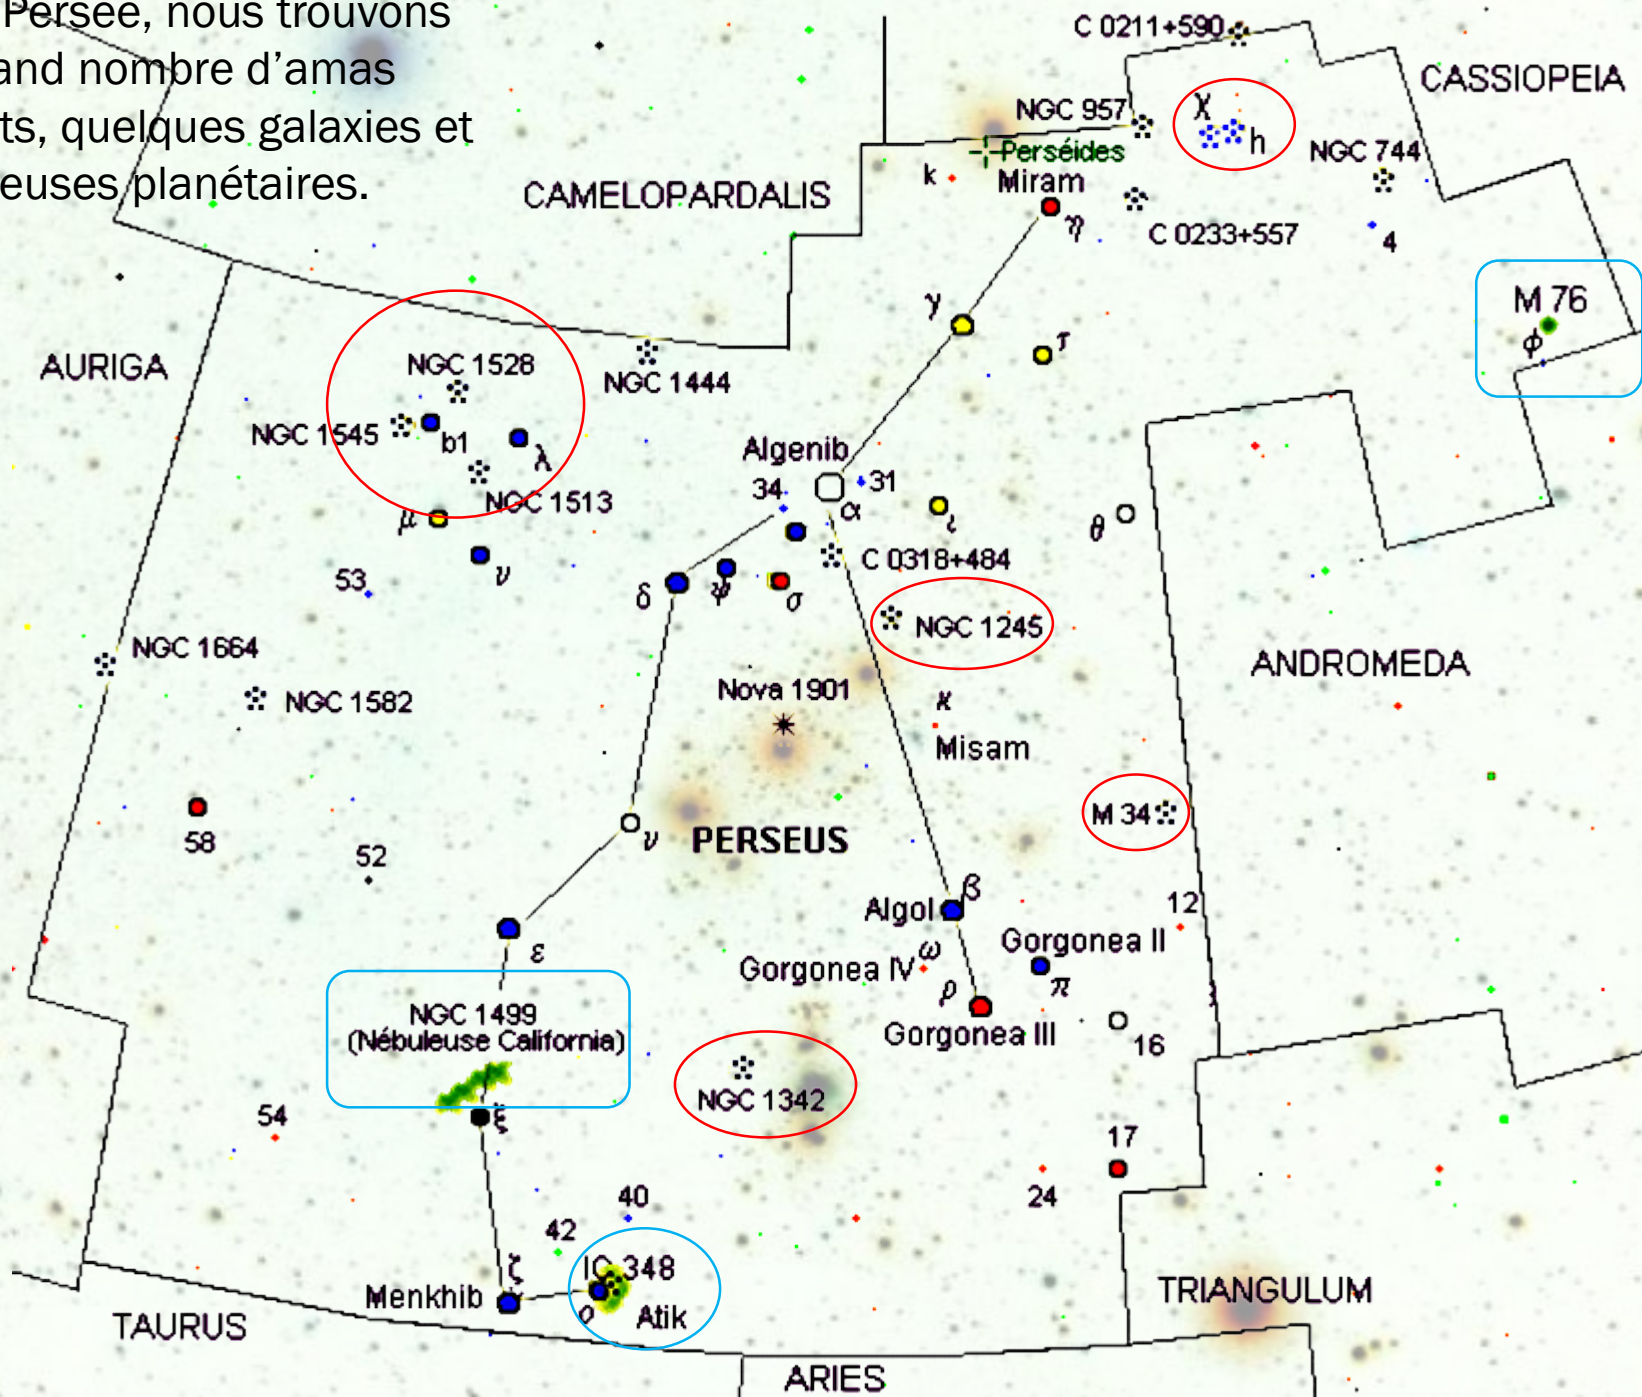 Persée, nous trouvons
and nombre d’amas
ts, quelques galaxies et
euses planétaires.
C 0211+590
CASSIOPEIA
NGC 957
χ
h
NGC 744
Perséides
k
Miram
η
C 0233+557
4
CAMELOPARDALIS
M 76
φ
γ
τ
AURIGA
NGC 1528
NGC 1444
NGC 1545
b1
λ
NGC 1513
μ
ν
53
Algenib
34
31
α
ι
θ
C 0318+484
δ
ψ
σ
NGC 1245
NGC 1664
NGC 1582
ANDROMEDA
Nova 1901
κ
Misam
M 34
58
52
ν
PERSEUS
β
Algol
12
ω
Gorgonea II
Gorgonea IV
π
ε
ρ
Gorgonea III
16
NGC 1499
(Nébuleuse California)
ξ
NGC 1342
54
17
24
40
42
ζ
IC 348
Menkhib
ο
Atik
TRIANGULUM
TAURUS
ARIES